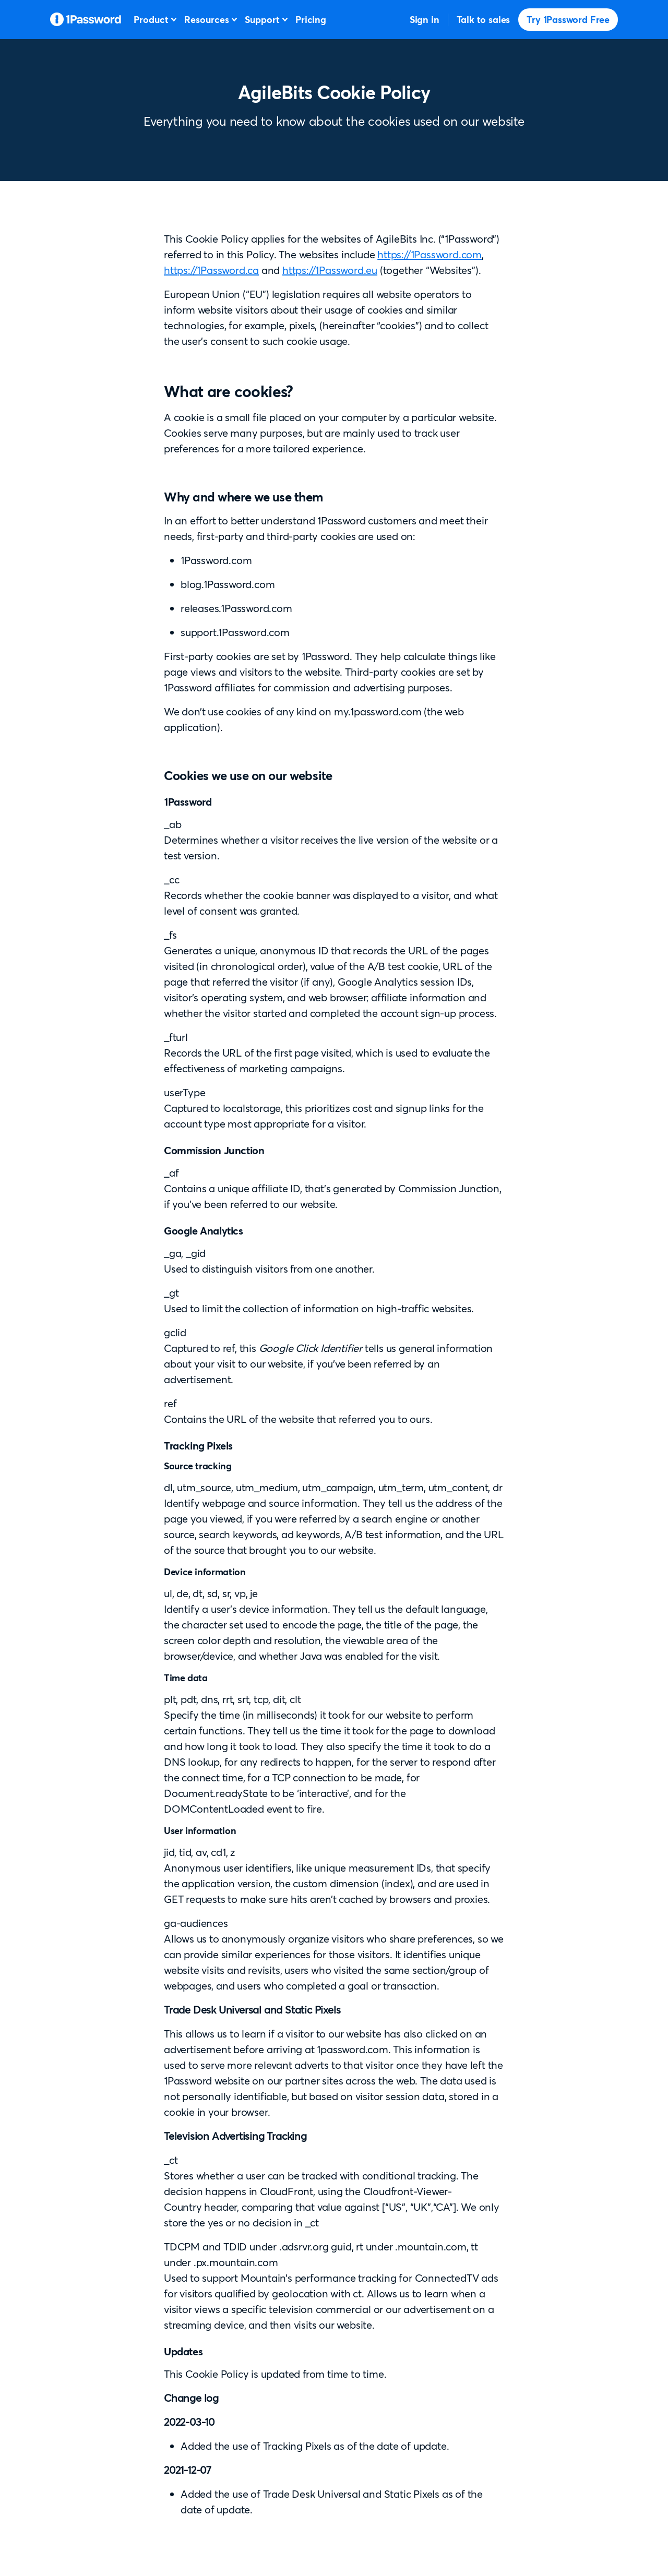 1Password Product Resources Support Pricing Sign in Talk to sales Try 1Password Free
AgileBits Cookie Policy
Everything you need to know about the cookies used on our website
This Cookie Policy applies for the websites of AgileBits Inc. (“1Password”)
referred to in this Policy. The websites include https://1Password.com,
https://1Password.ca and https://1Password.eu (together “Websites”).
European Union (“EU”) legislation requires all website operators to
inform website visitors about their usage of cookies and similar
technologies, for example, pixels, (hereinafter “cookies”) and to collect
the user’s consent to such cookie usage.
What are cookies?
A cookie is a small file placed on your computer by a particular website.
Cookies serve many purposes, but are mainly used to track user
preferences for a more tailored experience.
Why and where we use them
In an effort to better understand 1Password customers and meet their
needs, first-party and third-party cookies are used on:
• 1Password.com
• blog.1Password.com
• releases.1Password.com
• support.1Password.com
First-party cookies are set by 1Password. They help calculate things like
page views and visitors to the website. Third-party cookies are set by
1Password affiliates for commission and advertising purposes.
We don’t use cookies of any kind on my.1password.com (the web
application).
Cookies we use on our website
1Password
_ab
Determines whether a visitor receives the live version of the website or a
test version.
_cc
Records whether the cookie banner was displayed to a visitor, and what
level of consent was granted.
_fs
Generates a unique, anonymous ID that records the URL of the pages
visited (in chronological order), value of the A/B test cookie, URL of the
page that referred the visitor (if any), Google Analytics session IDs,
visitor’s operating system, and web browser; affiliate information and
whether the visitor started and completed the account sign-up process.
_fturl
Records the URL of the first page visited, which is used to evaluate the
effectiveness of marketing campaigns.
userType
Captured to localstorage, this prioritizes cost and signup links for the
account type most appropriate for a visitor.
Commission Junction
_af
Contains a unique affiliate ID, that’s generated by Commission Junction,
if you’ve been referred to our website.
Google Analytics
_ga, _gid
Used to distinguish visitors from one another.
_gt
Used to limit the collection of information on high-traffic websites.
gclid
Captured to ref, this Google Click Identifier tells us general information
about your visit to our website, if you’ve been referred by an
advertisement.
ref
Contains the URL of the website that referred you to ours.
Tracking Pixels
Source tracking
dl, utm_source, utm_medium, utm_campaign, utm_term, utm_content, dr
Identify webpage and source information. They tell us the address of the
page you viewed, if you were referred by a search engine or another
source, search keywords, ad keywords, A/B test information, and the URL
of the source that brought you to our website.
Device information
ul, de, dt, sd, sr, vp, je
Identify a user’s device information. They tell us the default language,
the character set used to encode the page, the title of the page, the
screen color depth and resolution, the viewable area of the
browser/device, and whether Java was enabled for the visit.
Time data
plt, pdt, dns, rrt, srt, tcp, dit, clt
Specify the time (in milliseconds) it took for our website to perform
certain functions. They tell us the time it took for the page to download
and how long it took to load. They also specify the time it took to do a
DNS lookup, for any redirects to happen, for the server to respond after
the connect time, for a TCP connection to be made, for
Document.readyState to be ‘interactive’, and for the
DOMContentLoaded event to fire.
User information
jid, tid, av, cd1, z
Anonymous user identifiers, like unique measurement IDs, that specify
the application version, the custom dimension (index), and are used in
GET requests to make sure hits aren’t cached by browsers and proxies.
ga-audiences
Allows us to anonymously organize visitors who share preferences, so we
can provide similar experiences for those visitors. It identifies unique
website visits and revisits, users who visited the same section/group of
webpages, and users who completed a goal or transaction.
Trade Desk Universal and Static Pixels
This allows us to learn if a visitor to our website has also clicked on an
advertisement before arriving at 1password.com. This information is
used to serve more relevant adverts to that visitor once they have left the
1Password website on our partner sites across the web. The data used is
not personally identifiable, but based on visitor session data, stored in a
cookie in your browser.
Television Advertising Tracking
_ct
Stores whether a user can be tracked with conditional tracking. The
decision happens in CloudFront, using the Cloudfront-Viewer-
Country header, comparing that value against [“US”, “UK”,“CA”]. We only
store the yes or no decision in _ct
TDCPM and TDID under .adsrvr.org guid, rt under .mountain.com, tt
under .px.mountain.com
Used to support Mountain’s performance tracking for ConnectedTV ads
for visitors qualified by geolocation with ct. Allows us to learn when a
visitor views a specific television commercial or our advertisement on a
streaming device, and then visits our website.
Updates
This Cookie Policy is updated from time to time.
Change log
2022-03-10
• Added the use of Tracking Pixels as of the date of update.
2021-12-07
• Added the use of Trade Desk Universal and Static Pixels as of the
date of update.